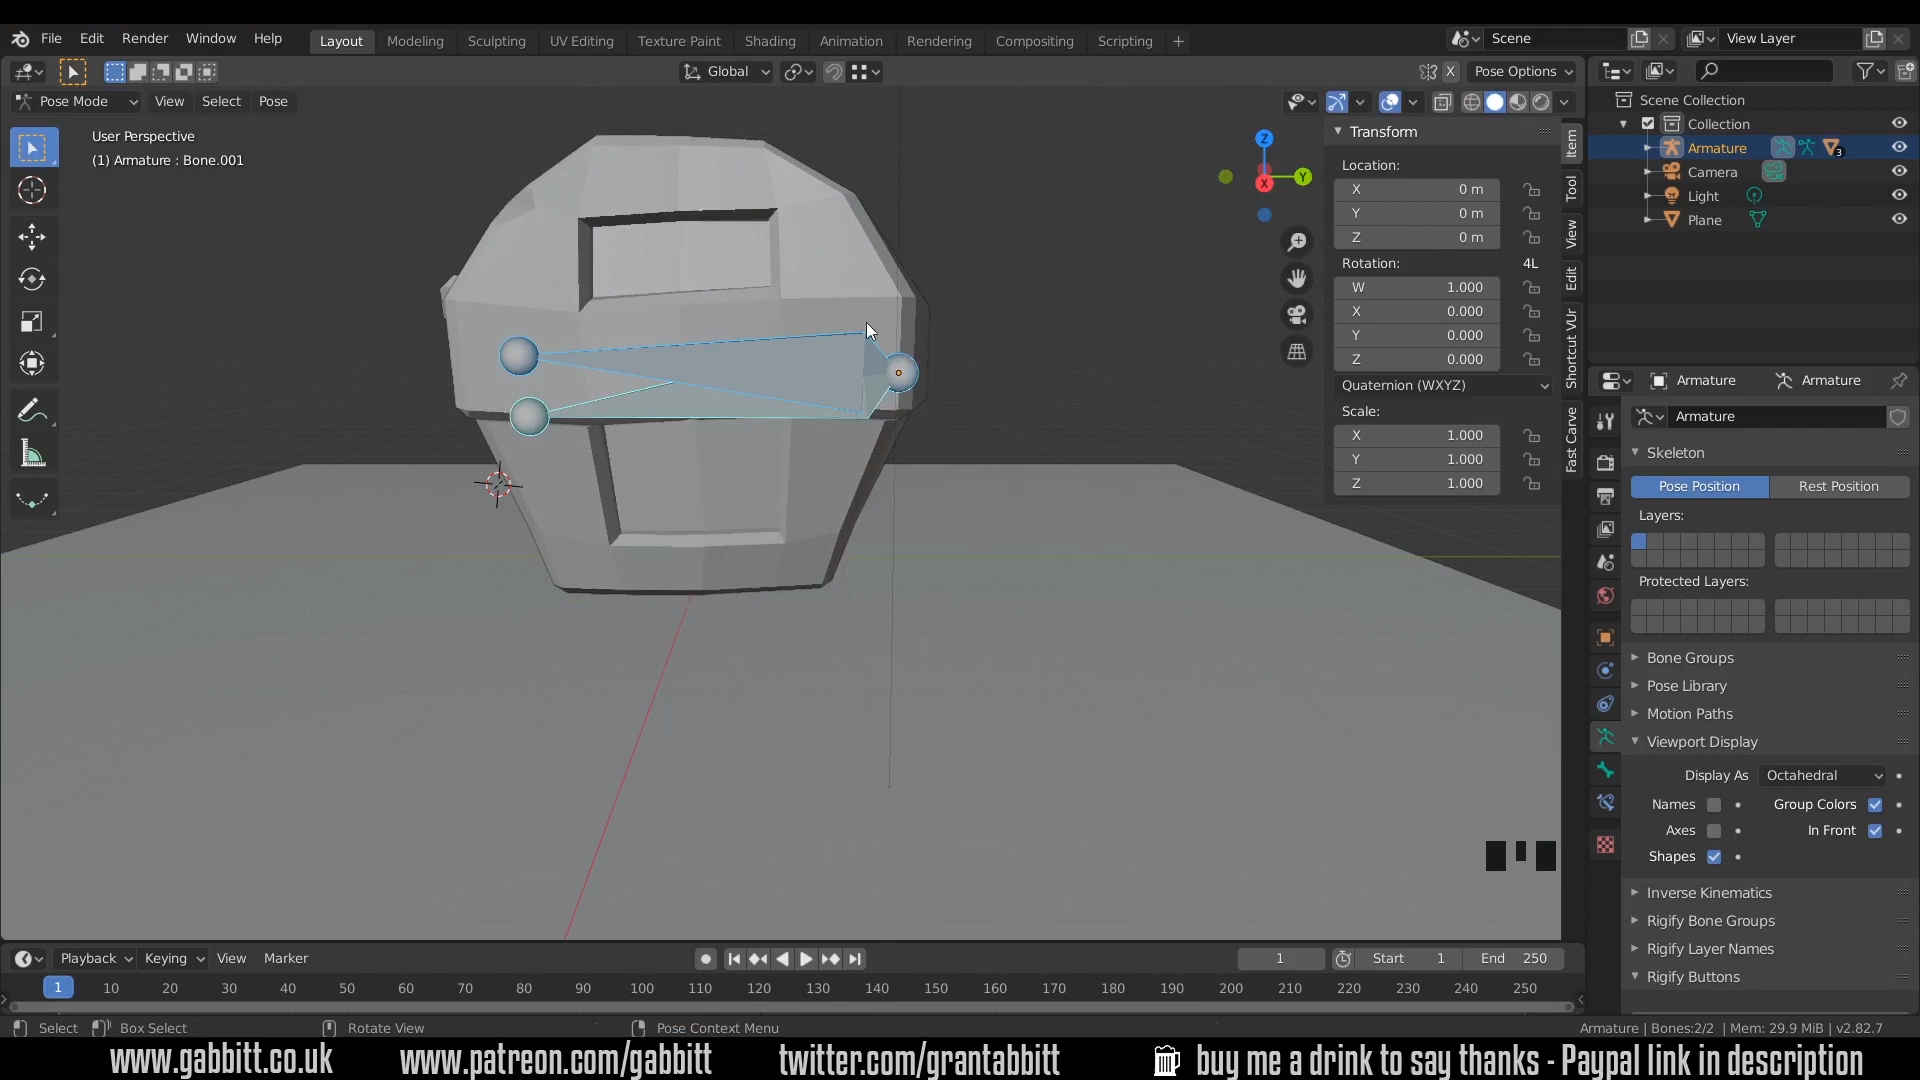 File Edit Render Window Help
Layout Modeling Sculpting UV Editing Texture Paint Shading Animation Rendering Compositing Scripting +
Scene
View Layer
Global
X Pose Options
Pose Mode View Select Pose
User Perspective
(1) Armature : Bone.001
Z
Y
X
Transform
Location:
X 0 m
Y 0 m
Z 0 m
Rotation: 4L
W 1.000
X 0.000
Y 0.000
Z 0.000
Quaternion (WXYZ)
Scale:
X 1.000
Y 1.000
Z 1.000
Item
Tool
View
Edit
Shortcut VUr
Fast Carve
Scene Collection
Collection
Armature 3
Camera
Light
Plane
Armature Armature
Armature
Skeleton
Pose Position Rest Position
Layers:
Protected Layers:
Bone Groups
Pose Library
Motion Paths
Viewport Display
Display As Octahedral
Names Group Colors
Axes In Front
Shapes
Inverse Kinematics
Rigify Bone Groups
Rigify Layer Names
Rigify Buttons
Playback Keying View Marker
1 Start 1 End 250
1 10 20 30 40 50 60 70 80 90 100 110 120 130 140 150 160 170 180 190 200 210 220 230 240 250
Select Box Select Rotate View Pose Context Menu
Armature | Bones:2/2 | Mem: 29.9 MiB | v2.82.7
www.gabbitt.co.uk www.patreon.com/gabbitt twitter.com/grantabbitt buy me a drink to say thanks - Paypal link in description